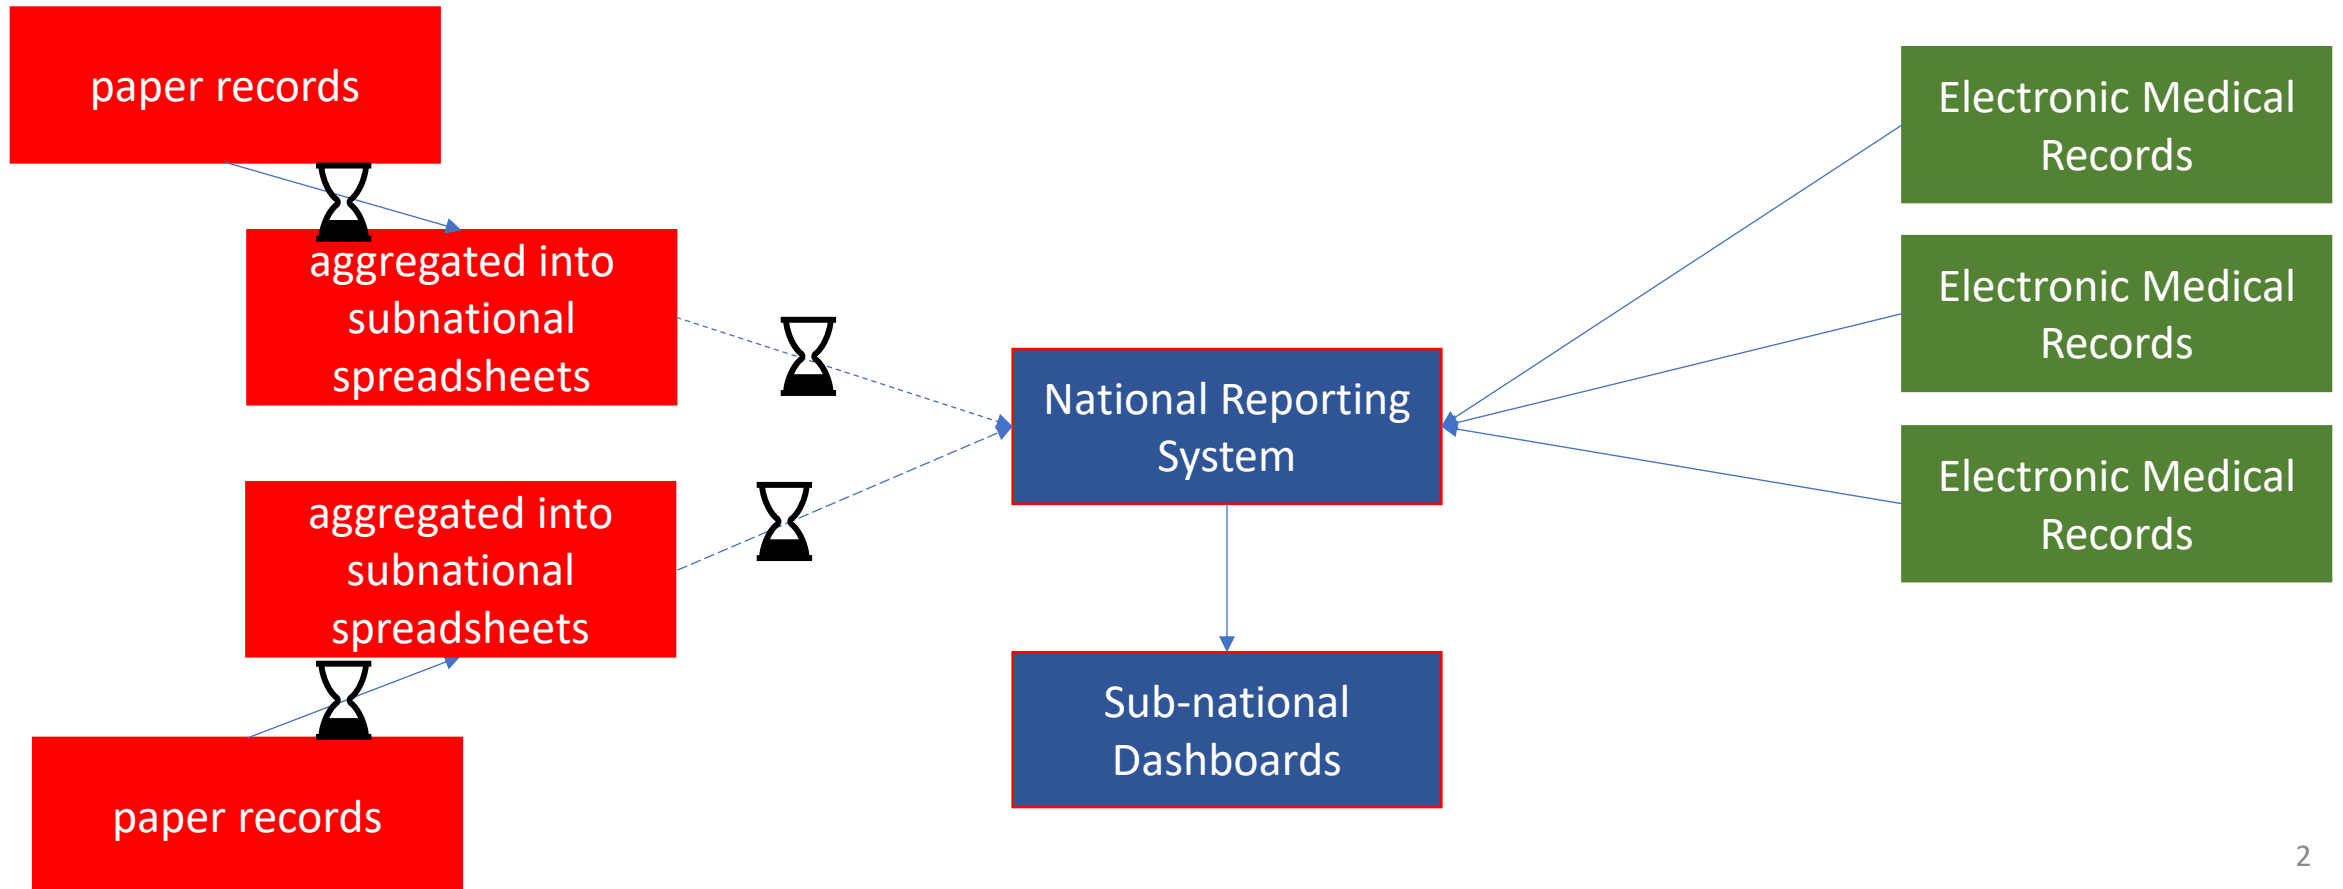 paper records
aggregated into
subnational
spreadsheets
aggregated into
subnational
spreadsheets
paper records
National Reporting
System
Sub-national
Dashboards
Electronic Medical
Records
Electronic Medical
Records
Electronic Medical
Records
2